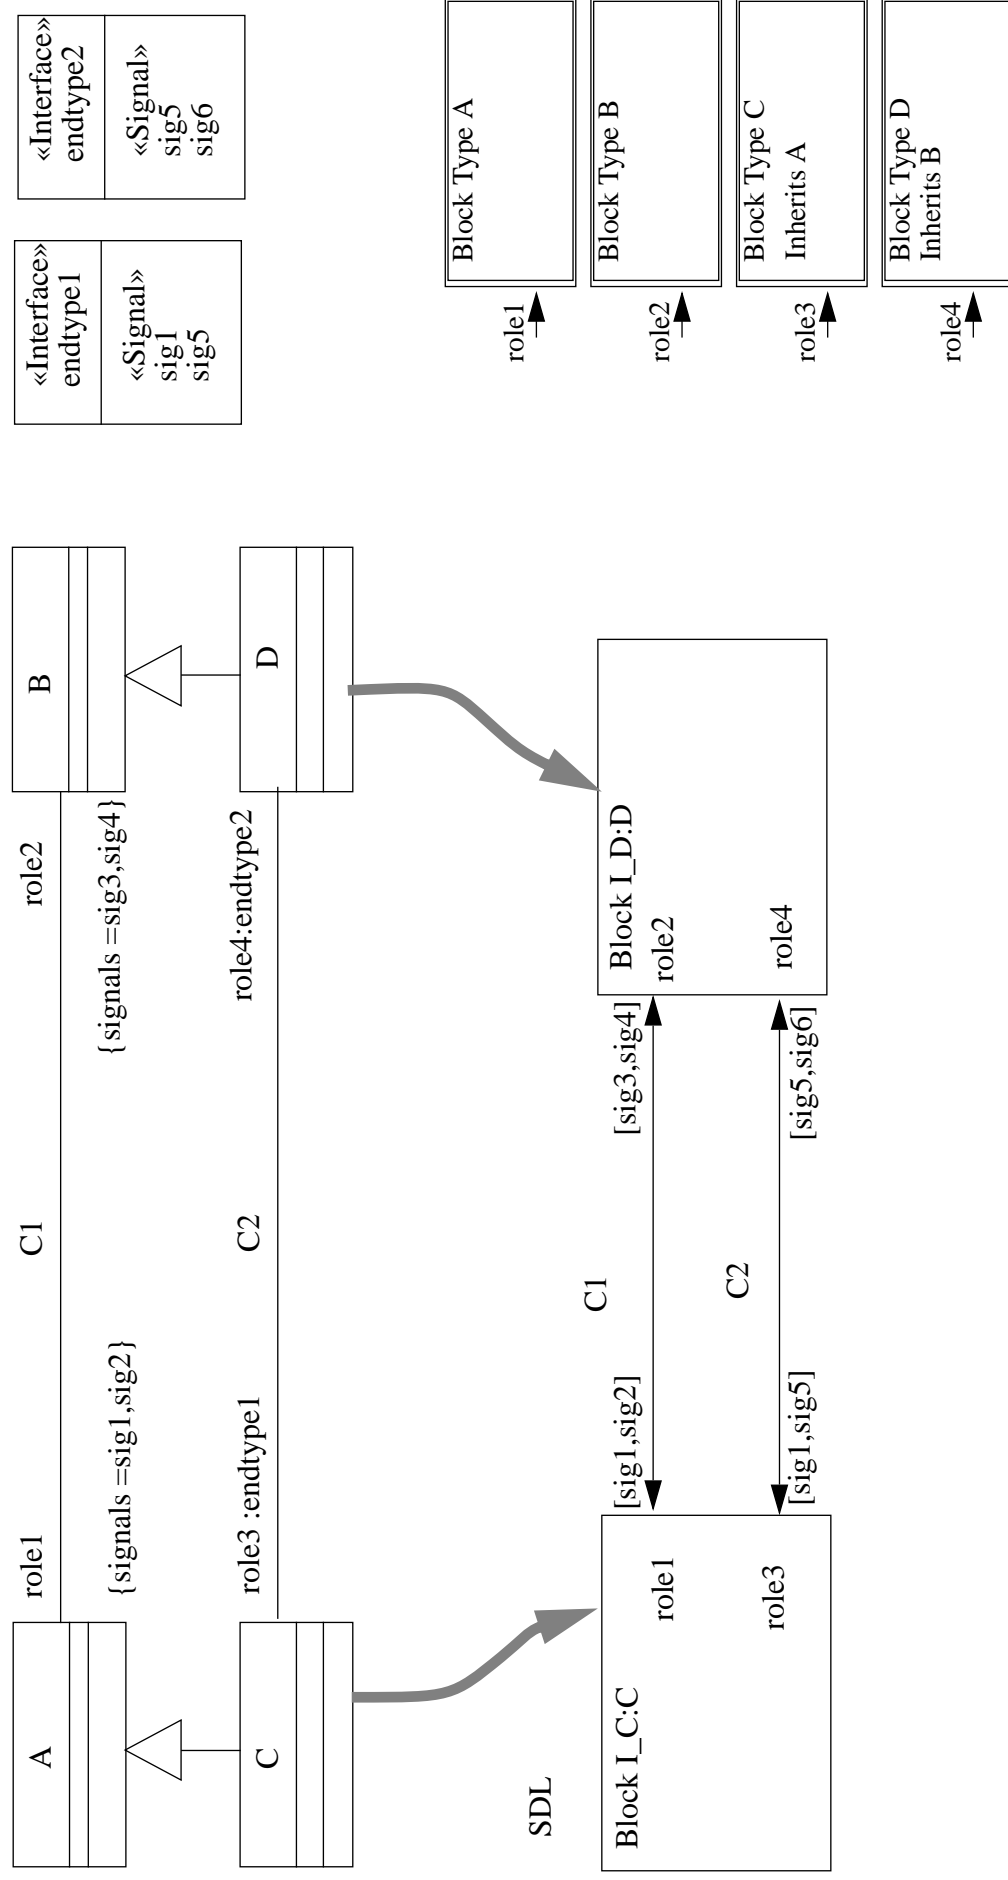 A
role1
C1
role2
B
{signals =sig1,sig2}
{signals =sig3,sig4}
C
role3 :endtype1
C2
role4:endtype2
D
«Interface»
endtype1
«Signal»
sig1
sig5
«Interface»
endtype2
«Signal»
sig5
sig6
SDL
Block I_C:C
role1
role3
[sig1,sig2]
C1
[sig3,sig4]
[sig1,sig5]
C2
[sig5,sig6]
Block I_D:D
role2
role4
role1
Block Type A
role2
Block Type B
role3
Block Type C
Inherits A
role4
Block Type D
Inherits B